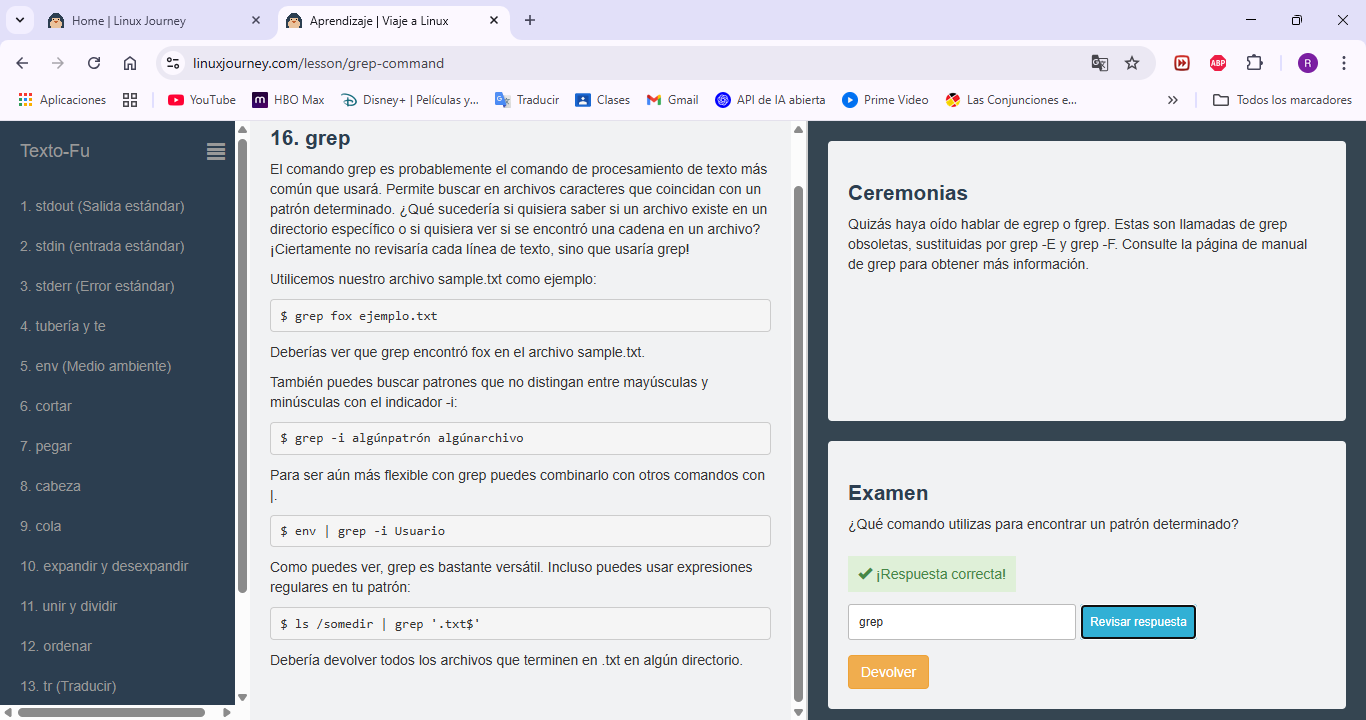 Home | Linux Journey
Aprendizaje | Viaje a Linux
linuxjourney.com/lesson/grep-command
ABP
R
Aplicaciones
YouTube
HBO Max
Disney+ | Películas y...
Traducir
Clases
Gmail
API de IA abierta
Prime Video
Las Conjunciones e...
Todos los marcadores
Texto-Fu
1. stdout (Salida estándar)
2. stdin (entrada estándar)
3. stderr (Error estándar)
4. tubería y te
5. env (Medio ambiente)
6. cortar
7. pegar
8. cabeza
9. cola
10. expandir y desexpandir
11. unir y dividir
12. ordenar
13. tr (Traducir)
16. grep
El comando grep es probablemente el comando de procesamiento de texto más
común que usará. Permite buscar en archivos caracteres que coincidan con un
patrón determinado. ¿Qué sucedería si quisiera saber si un archivo existe en un
directorio específico o si quisiera ver si se encontró una cadena en un archivo?
¡Ciertamente no revisaría cada línea de texto, sino que usaría grep!
Utilicemos nuestro archivo sample.txt como ejemplo:
$ grep fox ejemplo.txt
Deberías ver que grep encontró fox en el archivo sample.txt.
También puedes buscar patrones que no distingan entre mayúsculas y
minúsculas con el indicador -i:
$ grep -i algúnpatrón algúnarchivo
Para ser aún más flexible con grep puedes combinarlo con otros comandos con
|.
$ env | grep -i Usuario
Como puedes ver, grep es bastante versátil. Incluso puedes usar expresiones
regulares en tu patrón:
$ ls /somedir | grep '.txt$'
Debería devolver todos los archivos que terminen en .txt en algún directorio.
Ceremonias
Quizás haya oído hablar de egrep o fgrep. Estas son llamadas de grep
obsoletas, sustituidas por grep -E y grep -F. Consulte la página de manual
de grep para obtener más información.
Examen
¿Qué comando utilizas para encontrar un patrón determinado?
¡Respuesta correcta!
grep
Revisar respuesta
Devolver